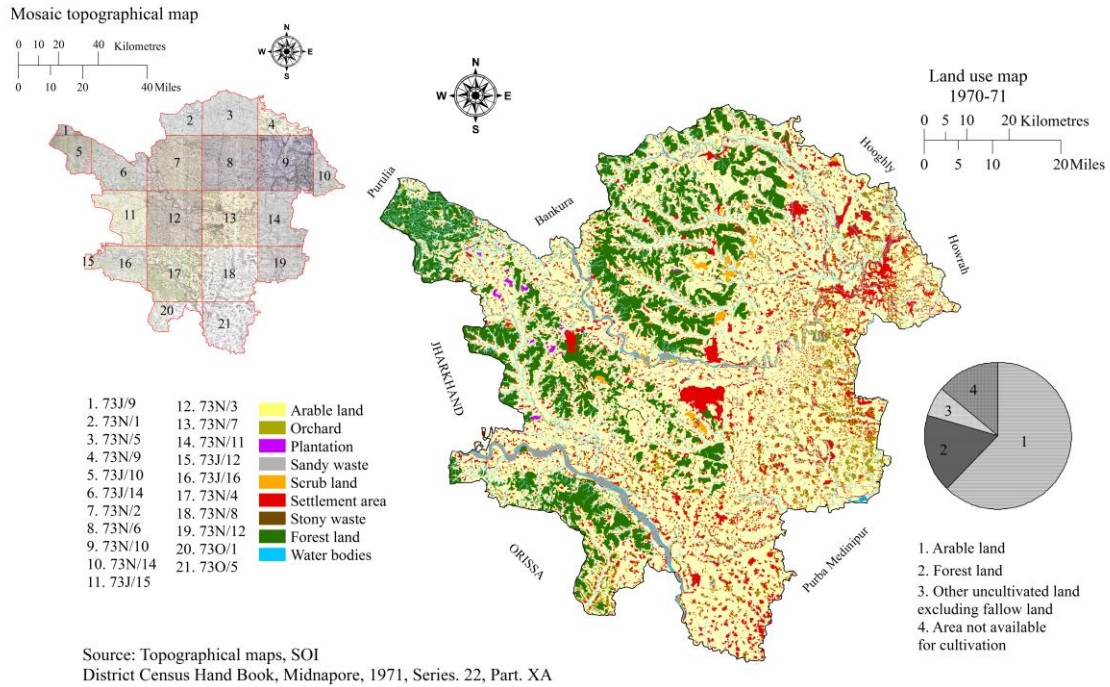 Mosaic topographical map
0 10 20 40 Kilometres
0 10 20 40 Miles
N
W E
S
1
2
3
4
5
6
7
8
9
10
11
12
13
14
15
16
17
18
19
20
21
1. 73J/9
2. 73N/1
3. 73N/5
4. 73N/9
5. 73J/10
6. 73J/14
7. 73N/2
8. 73N/6
9. 73N/10
10. 73N/14
11. 73J/15
12. 73N/3
13. 73N/7
14. 73N/11
15. 73J/12
16. 73J/16
17. 73N/4
18. 73N/8
19. 73N/12
20. 73O/1
21. 73O/5
Arable land
Orchard
Plantation
Sandy waste
Scrub land
Settlement area
Stony waste
Forest land
Water bodies
N
W E
S
Land use map
1970-71
0 10 20 Kilometres
0 5 10 20 Miles
Purulia
Bankura
Hooghly
Howrah
JHARKHAND
ORISSA
Purba Medinipur
4
3
2
1
1. Arable land
2. Forest land
3. Other uncultivated land
excluding fallow land
4. Area not available
for cultivation
Source: Topographical maps, SOI
District Census Hand Book, Midnapore, 1971, Series. 22, Part. XA